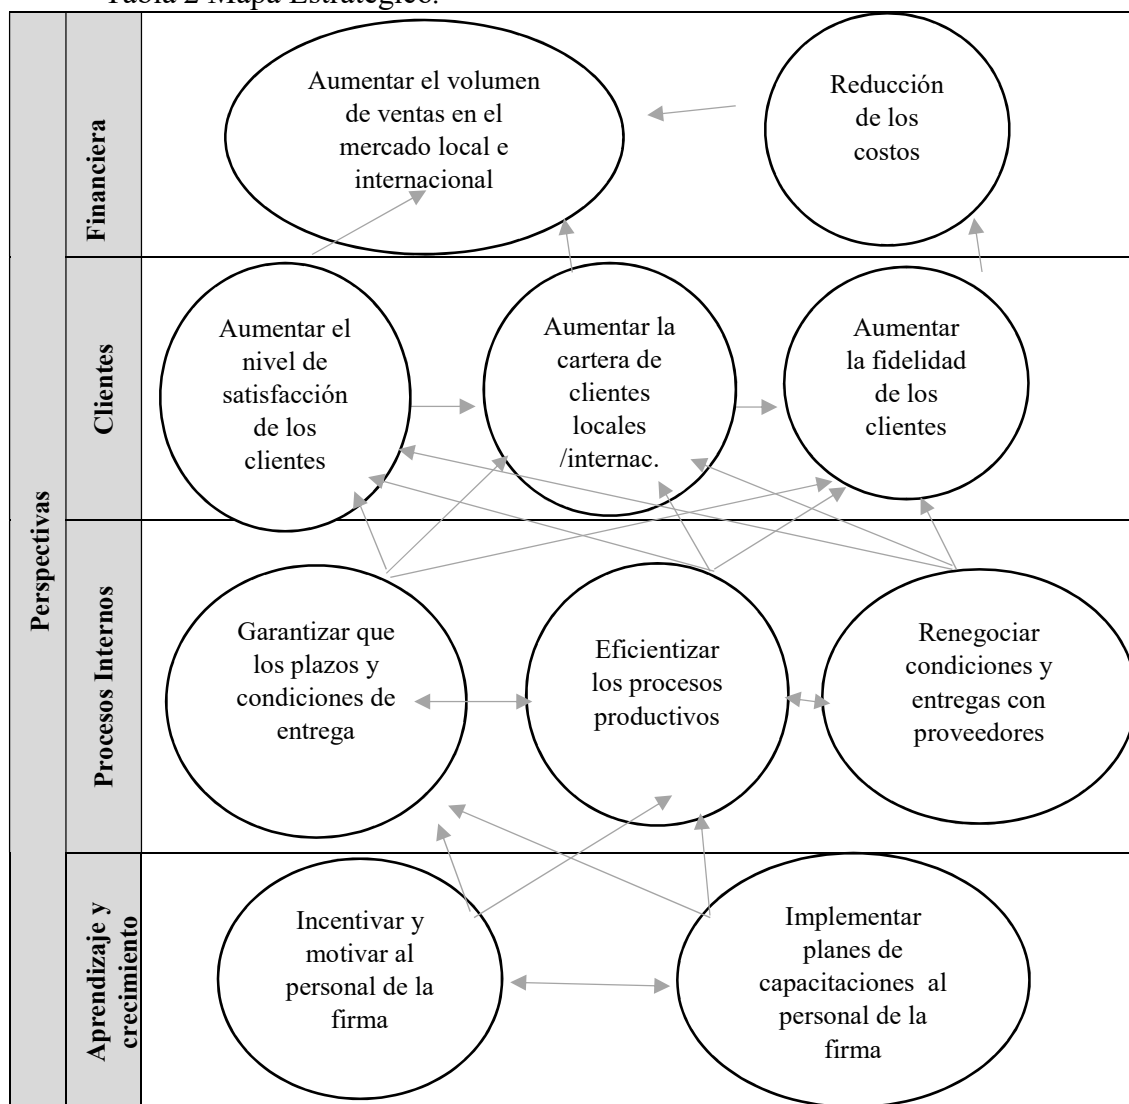 Tabla 2 Mapa Estratégico.
Perspectivas
Financiera
Aumentar el volumen
de ventas en el
mercado local e
internacional
Reducción
de los
costos
Clientes
Aumentar el
nivel de
satisfacción
de los
clientes
Aumentar la
cartera de
clientes
locales
/internac.
Aumentar
la fidelidad
de los
clientes
Procesos Internos
Garantizar que
los plazos y
condiciones de
entrega
Eficientizar
los procesos
productivos
Renegociar
condiciones y
entregas con
proveedores
Aprendizaje y
crecimiento
Incentivar y
motivar al
personal de la
firma
Implementar
planes de
capacitaciones  al
personal de la
firma